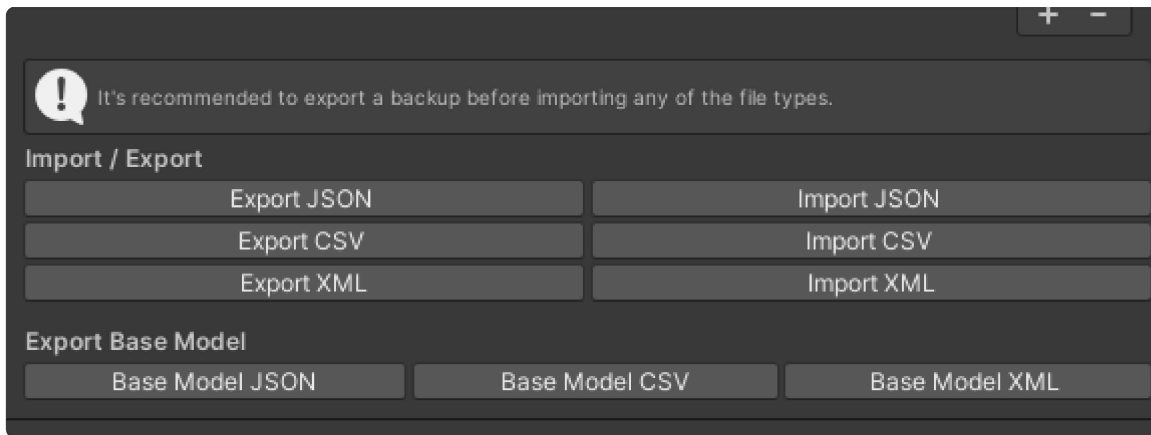 + -
It's recommended to export a backup before importing any of the file types.
Import / Export
Export JSON Import JSON
Export CSV Import CSV
Export XML Import XML
Export Base Model
Base Model JSON Base Model CSV Base Model XML